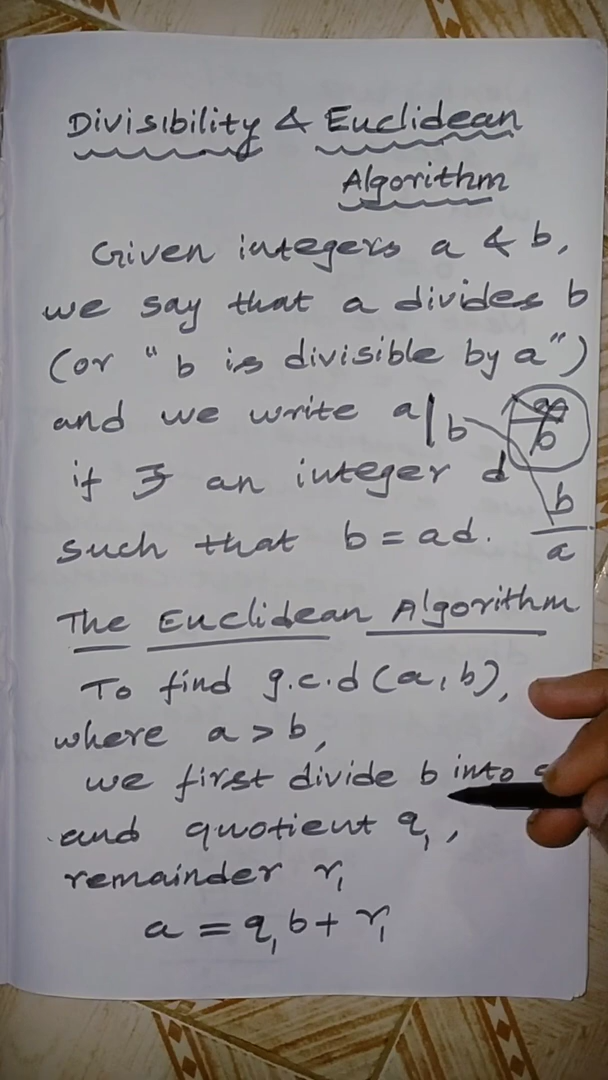 Divisibility & Euclidean
Algorithm
Given integers a & b,
we say that a divides b
(or "b is divisible by a")
and we write a|b
if ∃ an integer d
such that b = ad.
b
a
The Euclidean Algorithm
To find g.c.d (a, b),
where a > b,
we first divide b into
and quotient q₁,
remainder r₁
a = q₁b + r₁